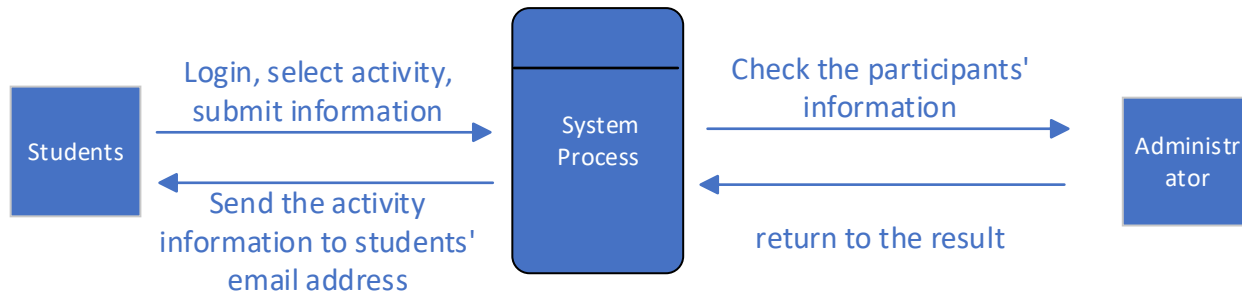 Login, select activity,
submit information
Students
Send the activity
information to students'
email address
System
Process
Check the participants'
information
return to the result
Administr
ator